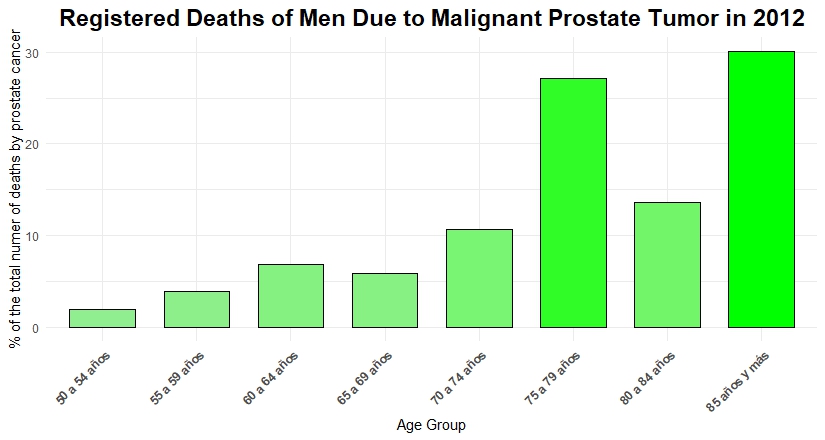 Registered Deaths of Men Due to Malignant Prostate Tumor in 2012
% of the total numer of deaths by prostate cancer
30
20
10
0
50 a 54 años
55 a 59 años
60 a 64 años
65 a 69 años
70 a 74 años
75 a 79 años
80 a 84 años
85 años y más
Age Group